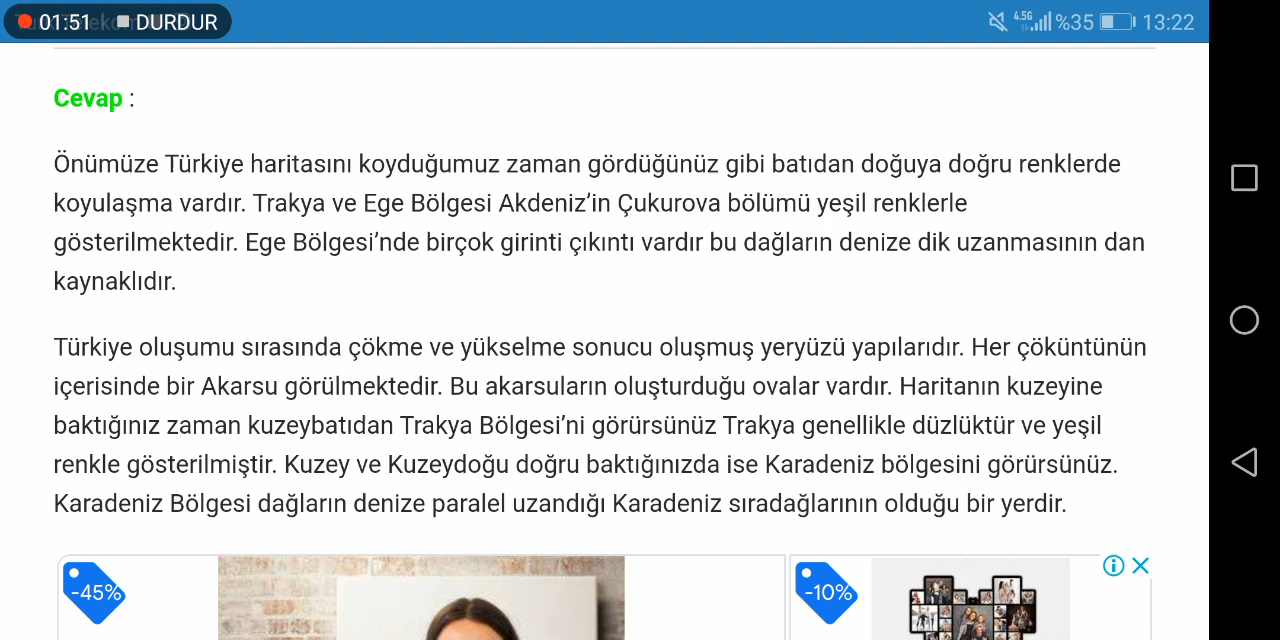 01:51 DURDUR %35 13:22
4.5G
Cevap :
Önümüze Türkiye haritasını koyduğumuz zaman gördüğünüz gibi batıdan doğuya doğru renklerde
koyulaşma vardır. Trakya ve Ege Bölgesi Akdeniz’in Çukurova bölümü yeşil renklerle
gösterilmektedir. Ege Bölgesi’nde birçok girinti çıkıntı vardır bu dağların denize dik uzanmasının dan
kaynaklıdır.
Türkiye oluşumu sırasında çökme ve yükselme sonucu oluşmuş yeryüzü yapılarıdır. Her çöküntünün
içerisinde bir Akarsu görülmektedir. Bu akarsuların oluşturduğu ovalar vardır. Haritanın kuzeyine
baktığınız zaman kuzeybatıdan Trakya Bölgesi’ni görürsünüz Trakya genellikle düzlüktür ve yeşil
renkle gösterilmiştir. Kuzey ve Kuzeydoğu doğru baktığınızda ise Karadeniz bölgesini görürsünüz.
Karadeniz Bölgesi dağların denize paralel uzandığı Karadeniz sıradağlarının olduğu bir yerdir.
-45% -10%